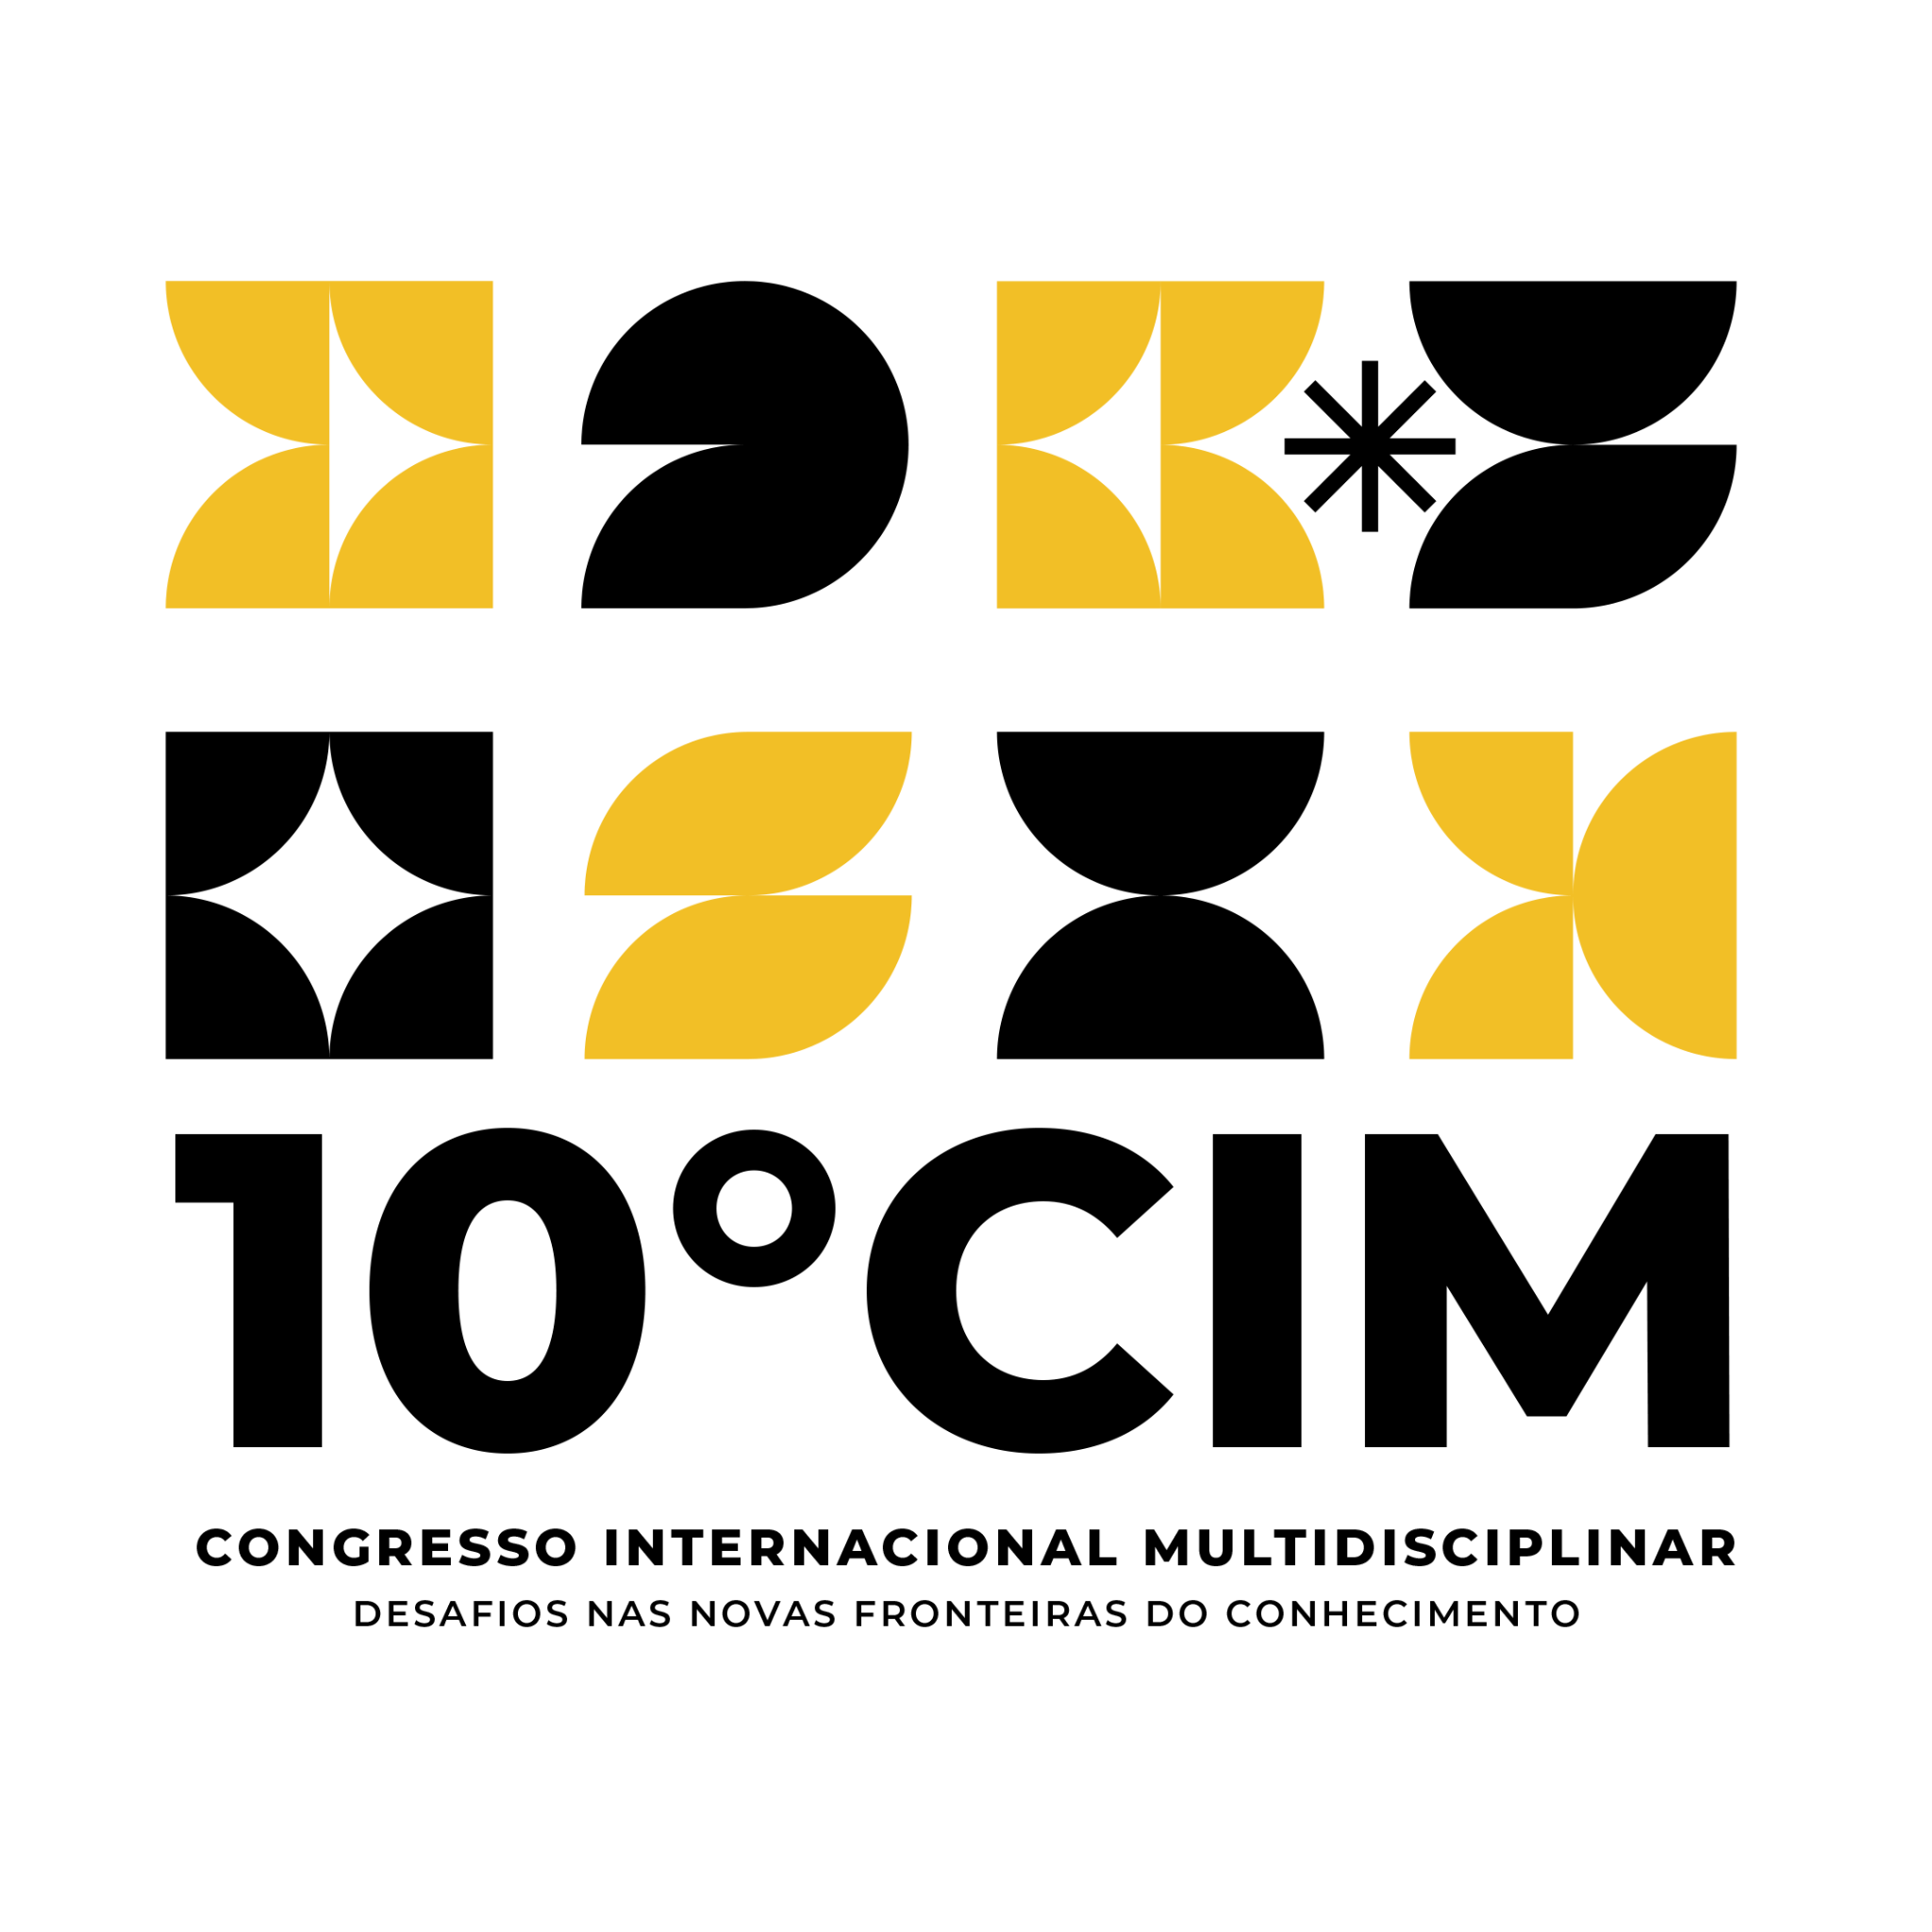 10°CIM
CONGRESSO INTERNACIONAL MULTIDISCIPLINAR
DESAFIOS NAS NOVAS FRONTEIRAS DO CONHECIMENTO